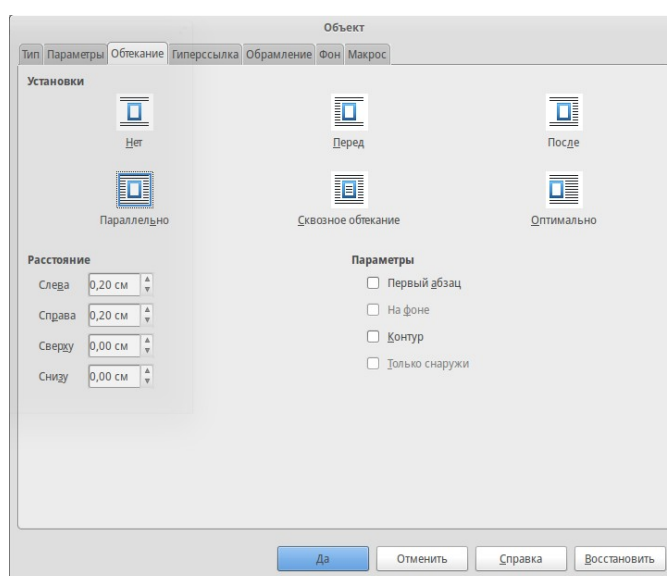 Объект
Тип Параметры Обтекание Гиперссылка Обрамление Фон Макрос
Установки
Нет Перед После
Параллельно Сквозное обтекание Оптимально
Расстояние Параметры
Слева 0,20 см Первый абзац
Справа 0,20 см На фоне
Сверху 0,00 см Контур
Снизу 0,00 см Только снаружи
Да Отменить Справка Восстановить